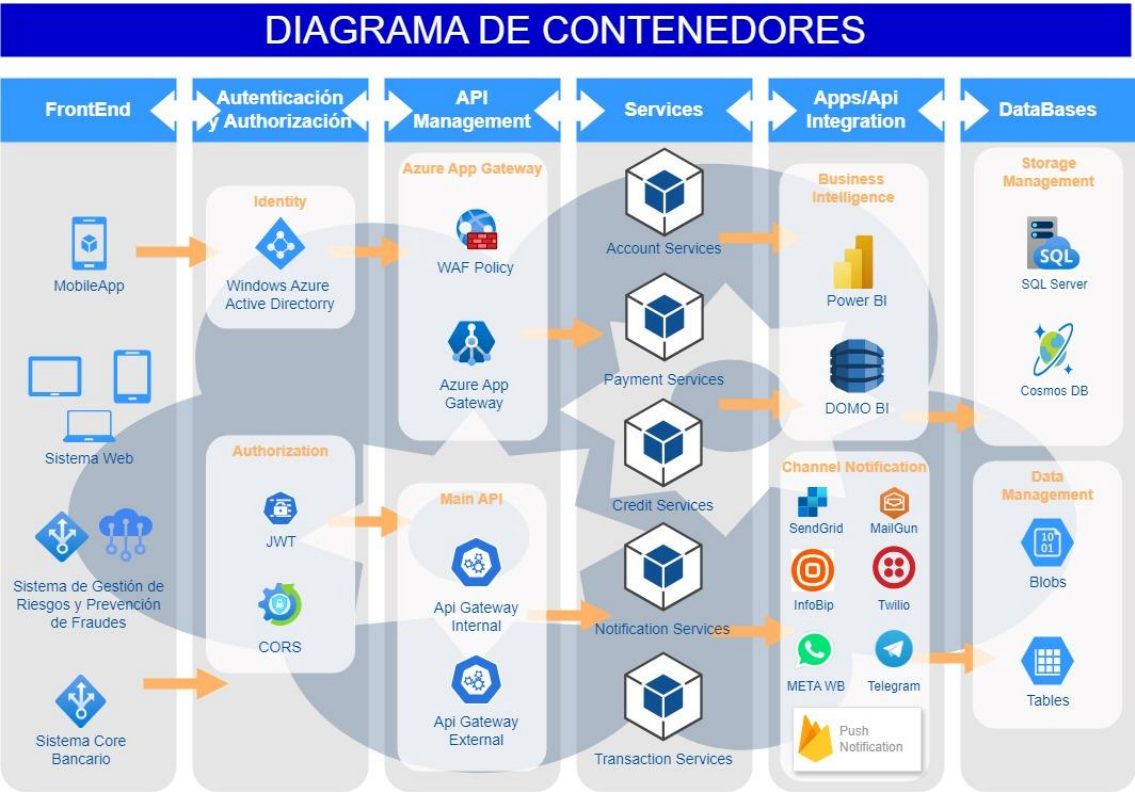 DIAGRAMA DE CONTENEDORES
FrontEnd
Autenticación
y Authorización
API
Management
Services
Apps/Api
Integration
DataBases
MobileApp
Sistema Web
Sistema de Gestión de
Riesgos y Prevención
de Fraudes
Sistema Core
Bancario
Identity
Windows Azure
Active Directorry
Authorization
JWT
CORS
Azure App Gateway
WAF Policy
Azure App
Gateway
Main API
Api Gateway
Internal
Api Gateway
External
Account Services
Payment Services
Credit Services
Notification Services
Transaction Services
Business
Intelligence
Power BI
DOMO BI
Channel Notification
SendGrid
MailGun
InfoBip
Twilio
META WB
Telegram
Push
Notification
Storage
Management
SQL
SQL Server
Cosmos DB
Data
Management
10
01
Blobs
Tables